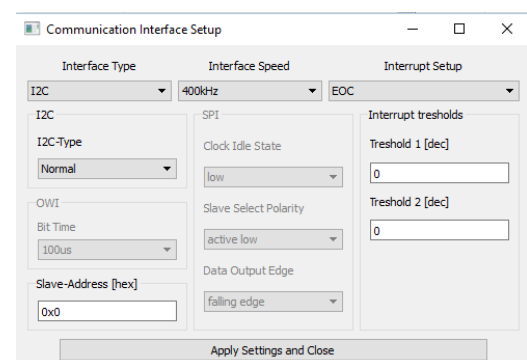 Communication Interface Setup
Interface Type
Interface Speed
Interrupt Setup
I2C
400kHz
EOC
I2C
I2C-Type
Normal
OWI
Bit Time
100us
Slave-Address [hex]
0x0
SPI
Clock Idle State
low
Slave Select Polarity
active low
Data Output Edge
falling edge
Interrupt tresholds
Treshold 1 [dec]
0
Treshold 2 [dec]
0
Apply Settings and Close